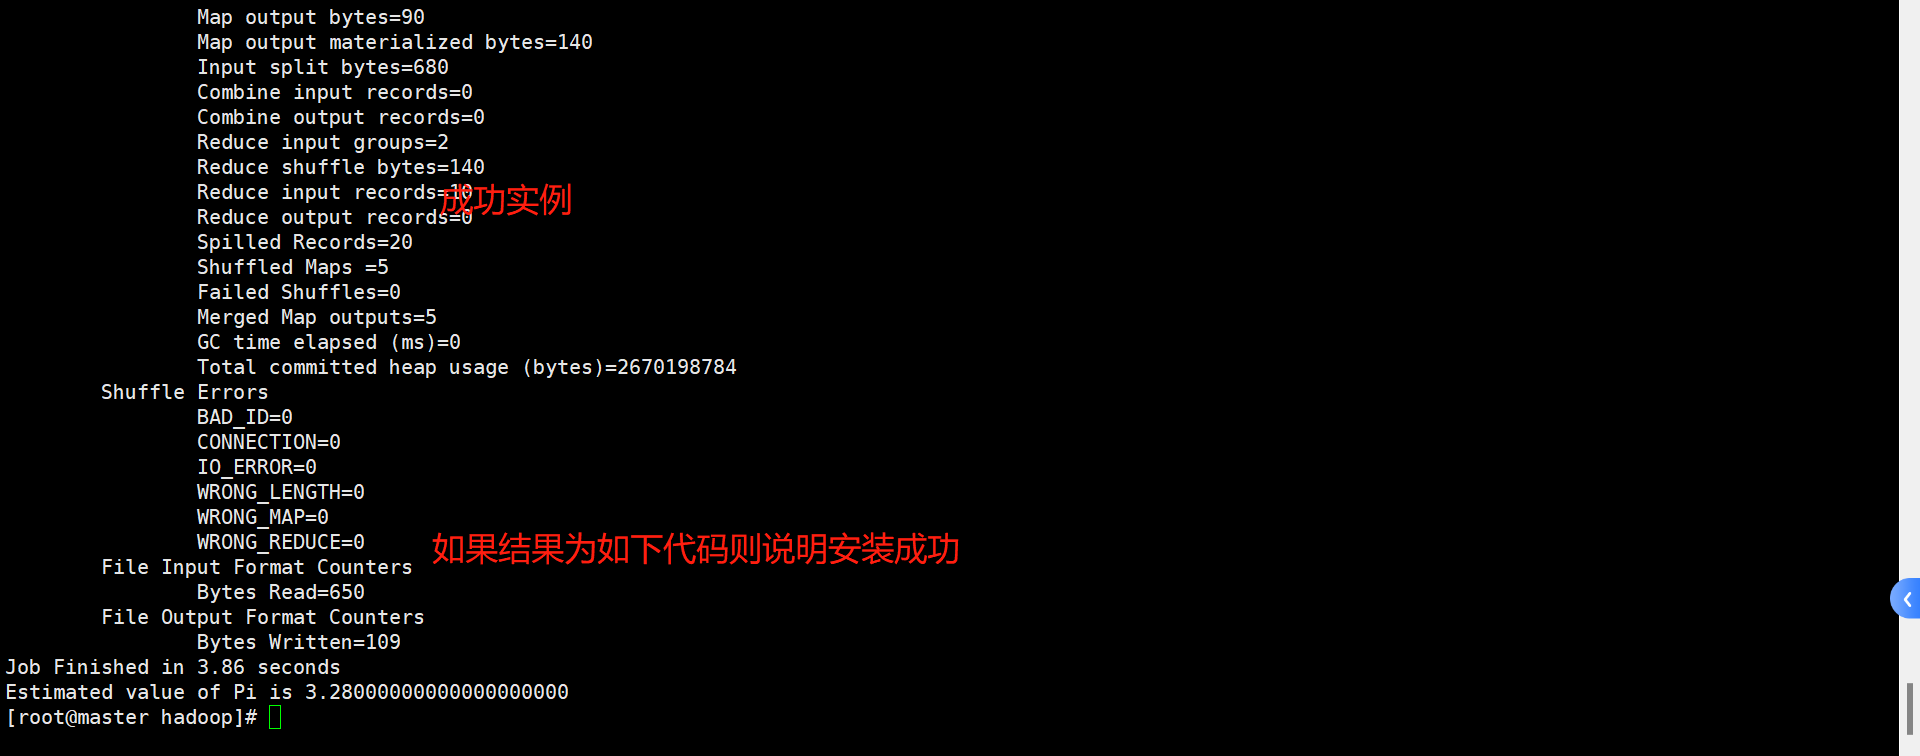 Map output bytes=90
Map output materialized bytes=140
Input split bytes=680
Combine input records=0
Combine output records=0
Reduce input groups=2
Reduce shuffle bytes=140
Reduce input records=10
成功实例
Reduce output records=0
Spilled Records=20
Shuffled Maps =5
Failed Shuffles=0
Merged Map outputs=5
GC time elapsed (ms)=0
Total committed heap usage (bytes)=2670198784
Shuffle Errors
BAD_ID=0
CONNECTION=0
IO_ERROR=0
WRONG_LENGTH=0
WRONG_MAP=0
WRONG_REDUCE=0
如果结果为如下代码则说明安装成功
File Input Format Counters
Bytes Read=650
File Output Format Counters
Bytes Written=109
Job Finished in 3.86 seconds
Estimated value of Pi is 3.28000000000000000000
[root@master hadoop]#